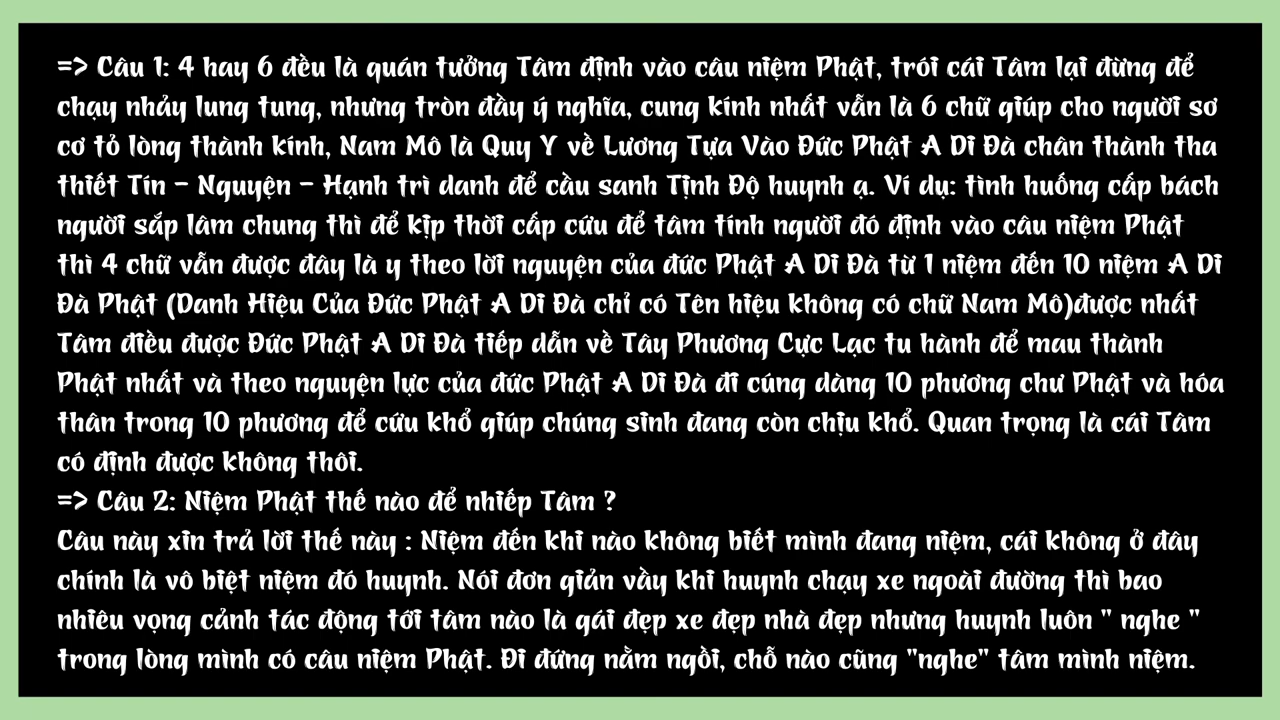 => Câu 1: 4 hay 6 đều là quán tưởng Tâm định vào câu niệm Phật, trói cái Tâm lại đừng để
chạy nhảy lung tung, nhưng tròn đầy ý nghĩa, cung kính nhất vẫn là 6 chữ giúp cho người sơ
cơ tỏ lòng thành kính, Nam Mô là Quy Y về Lương Tựa Vào Đức Phật A Di Đà chân thành tha
thiết Tín - Nguyện - Hạnh trì danh để cầu sanh Tịnh Độ huynh ạ. Ví dụ: tình huống cấp bách
người sắp lâm chung thì để kịp thời cấp cứu để tâm tính người đó định vào câu niệm Phật
thì 4 chữ vẫn được đây là y theo lời nguyện của đức Phật A Di Đà từ 1 niệm đến 10 niệm A Di
Đà Phật (Danh Hiệu Của Đức Phật A Di Đà chỉ có Tên hiệu không có chữ Nam Mô)được nhất
Tâm điều được Đức Phật A Di Đà tiếp dẫn về Tây Phương Cực Lạc tu hành để mau thành
Phật nhất và theo nguyện lực của đức Phật A Di Đà đi cúng dàng 10 phương chư Phật và hóa
thân trong 10 phương để cứu khổ giúp chúng sinh đang còn chịu khổ. Quan trọng là cái Tâm
có định được không thôi.
=> Câu 2: Niệm Phật thế nào để nhiếp Tâm ?
Câu này xin trả lời thế này : Niệm đến khi nào không biết mình đang niệm, cái không ở đây
chính là vô biệt niệm đó huynh. Nói đơn giản vầy khi huynh chạy xe ngoài đường thì bao
nhiêu vọng cảnh tác động tới tâm nào là gái đẹp xe đẹp nhà đẹp nhưng huynh luôn " nghe "
trong lòng mình có câu niệm Phật. Đi đứng nằm ngồi, chỗ nào cũng "nghe" tâm mình niệm.